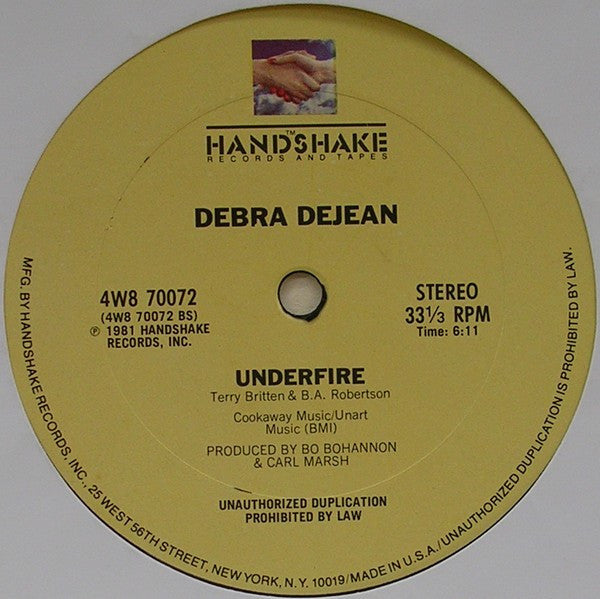 HANDSHAKE™
RECORDS AND TAPES
DEBRA DEJEAN
4W8 70072
(4W8 70072 BS)
℗ 1981 HANDSHAKE
RECORDS, INC.
STEREO
33⅓ RPM
Time: 6:11
UNDERFIRE
Terry Britten & B.A. Robertson
Cookaway Music/Unart
Music (BMI)
PRODUCED BY BO BOHANNON
& CARL MARSH
UNAUTHORIZED DUPLICATION
PROHIBITED BY LAW
MFG. BY HANDSHAKE RECORDS, INC., 25 WEST 56TH STREET, NEW YORK, N.Y. 10019/MADE IN U.S.A./UNAUTHORIZED DUPLICATION IS PROHIBITED BY LAW.